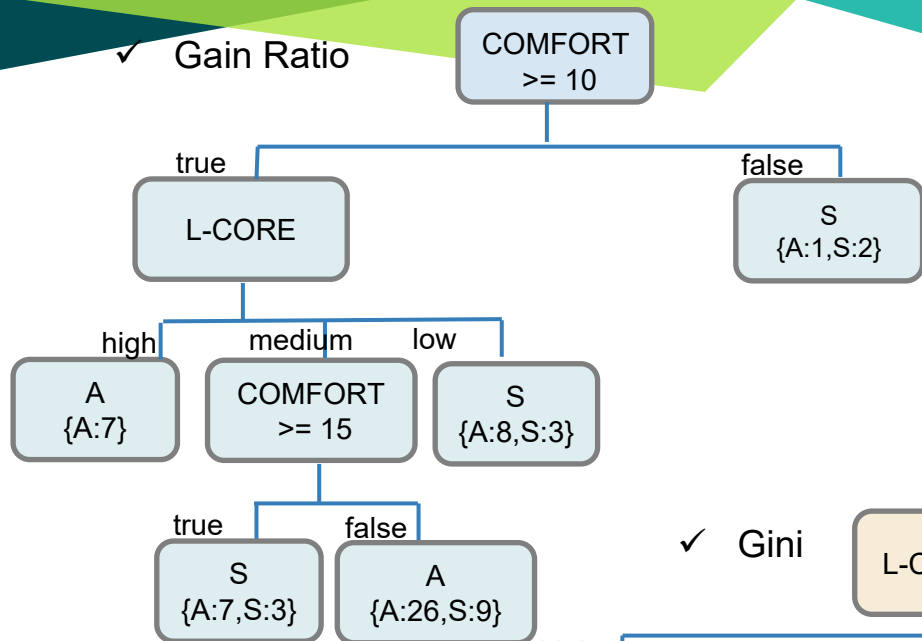 ✓ Gain Ratio
COMFORT
>= 10
true
false
L-CORE
S
{A:1,S:2}
high
medium
low
A
{A:7}
COMFORT
>= 15
S
{A:8,S:3}
true
false
S
{A:7,S:3}
A
{A:26,S:9}
✓ Gini
L-C